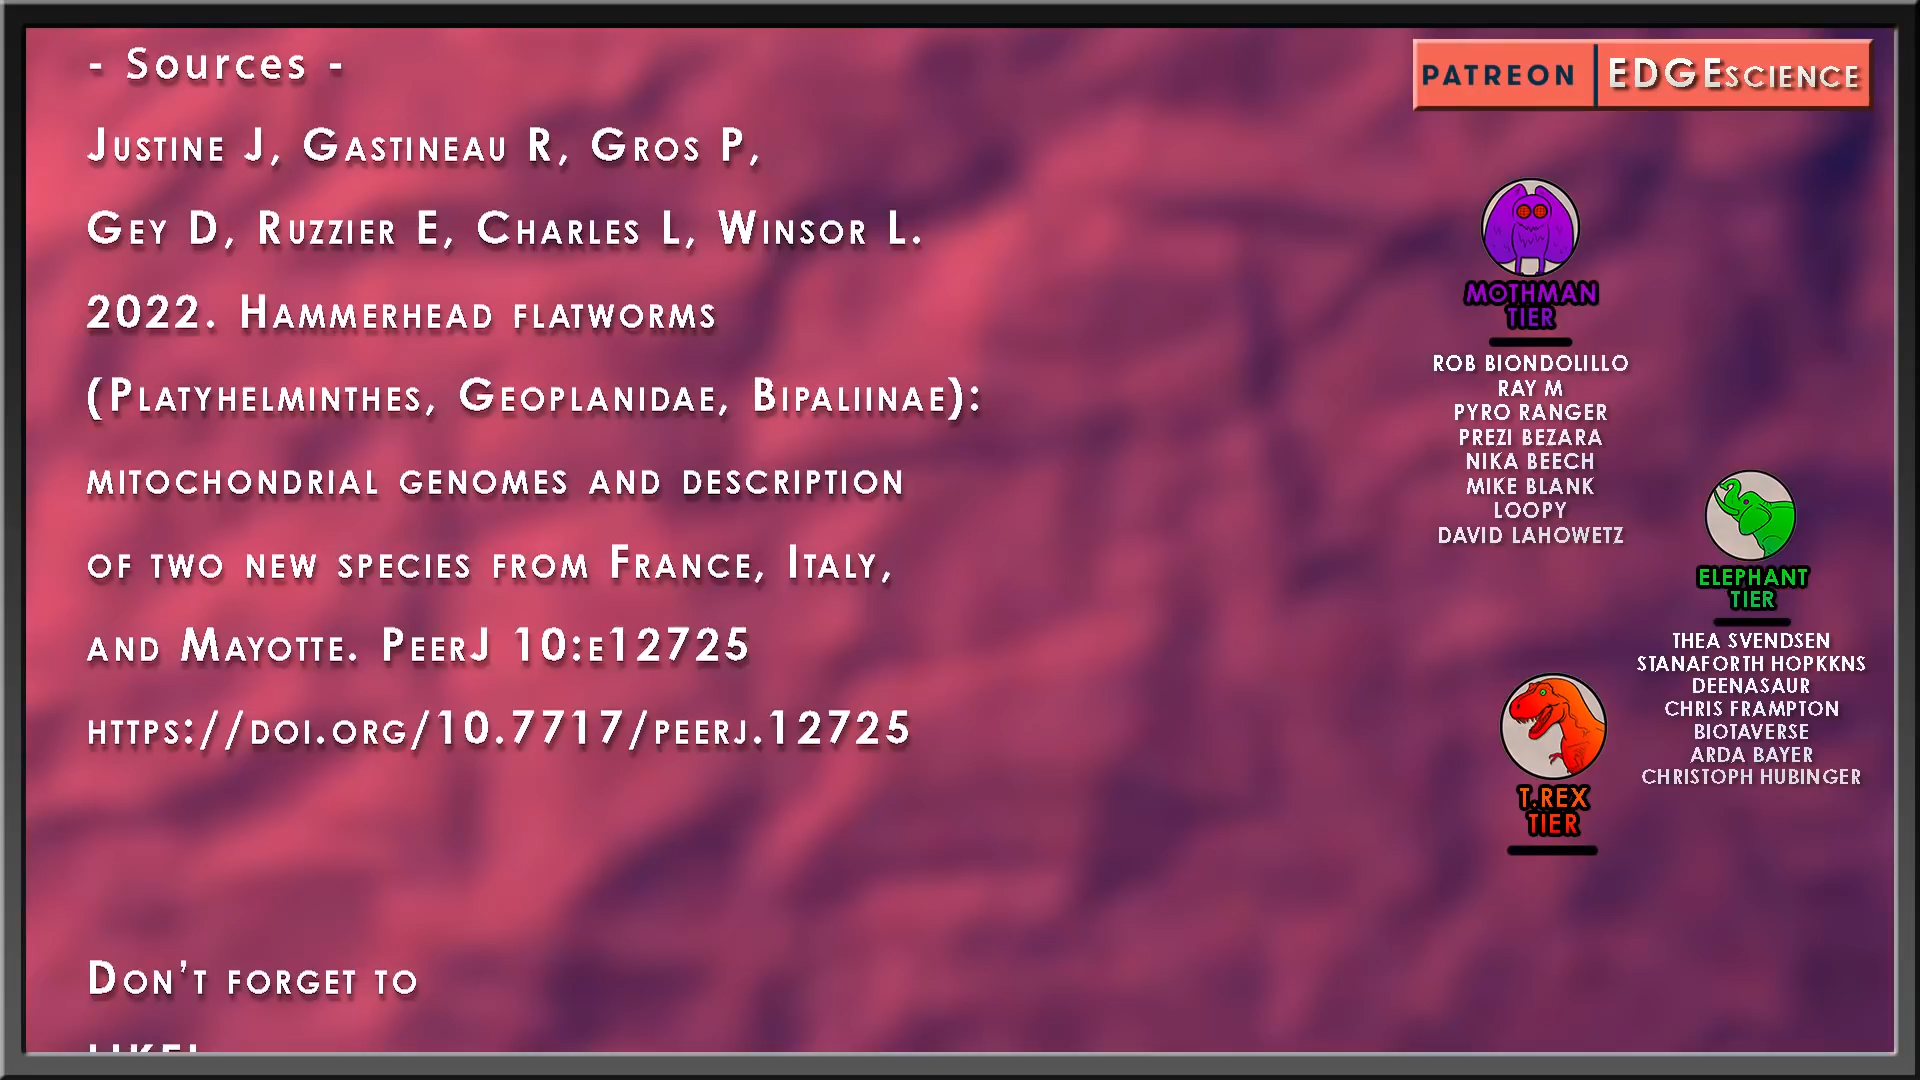 - Sources -
Justine J, Gastineau R, Gros P,
Gey D, Ruzzier E, Charles L, Winsor L.
2022. Hammerhead flatworms
(Platyhelminthes, Geoplanidae, Bipaliinae):
mitochondrial genomes and description
of two new species from France, Italy,
and Mayotte. PeerJ 10:e12725
https://doi.org/10.7717/peerj.12725
Don't forget to
LIKE!
PATREON | EDGEscience
MOTHMAN
TIER
ROB BIONDOLILLO
RAY M
PYRO RANGER
PREZI BEZARA
NIKA BEECH
MIKE BLANK
LOOPY
DAVID LAHOWETZ
ELEPHANT
TIER
THEA SVENDSEN
STANAFORTH HOPKKNS
DEENASAUR
CHRIS FRAMPTON
BIOTAVERSE
ARDA BAYER
CHRISTOPH HUBINGER
T.REX
TIER